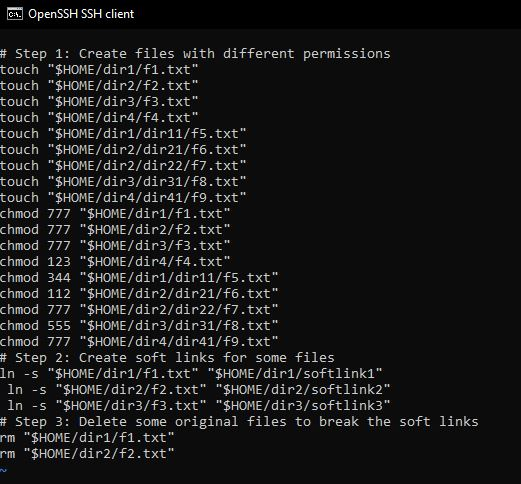 OpenSSH SSH client
# Step 1: Create files with different permissions
touch "$HOME/dir1/f1.txt"
touch "$HOME/dir2/f2.txt"
touch "$HOME/dir3/f3.txt"
touch "$HOME/dir4/f4.txt"
touch "$HOME/dir1/dir11/f5.txt"
touch "$HOME/dir2/dir21/f6.txt"
touch "$HOME/dir2/dir22/f7.txt"
touch "$HOME/dir3/dir31/f8.txt"
touch "$HOME/dir4/dir41/f9.txt"
chmod 777 "$HOME/dir1/f1.txt"
chmod 777 "$HOME/dir2/f2.txt"
chmod 777 "$HOME/dir3/f3.txt"
chmod 123 "$HOME/dir4/f4.txt"
chmod 344 "$HOME/dir1/dir11/f5.txt"
chmod 112 "$HOME/dir2/dir21/f6.txt"
chmod 777 "$HOME/dir2/dir22/f7.txt"
chmod 555 "$HOME/dir3/dir31/f8.txt"
chmod 777 "$HOME/dir4/dir41/f9.txt"
# Step 2: Create soft links for some files
ln -s "$HOME/dir1/f1.txt" "$HOME/dir1/softlink1"
 ln -s "$HOME/dir2/f2.txt" "$HOME/dir2/softlink2"
 ln -s "$HOME/dir3/f3.txt" "$HOME/dir3/softlink3"
# Step 3: Delete some original files to break the soft links
rm "$HOME/dir1/f1.txt"
rm "$HOME/dir2/f2.txt"
~